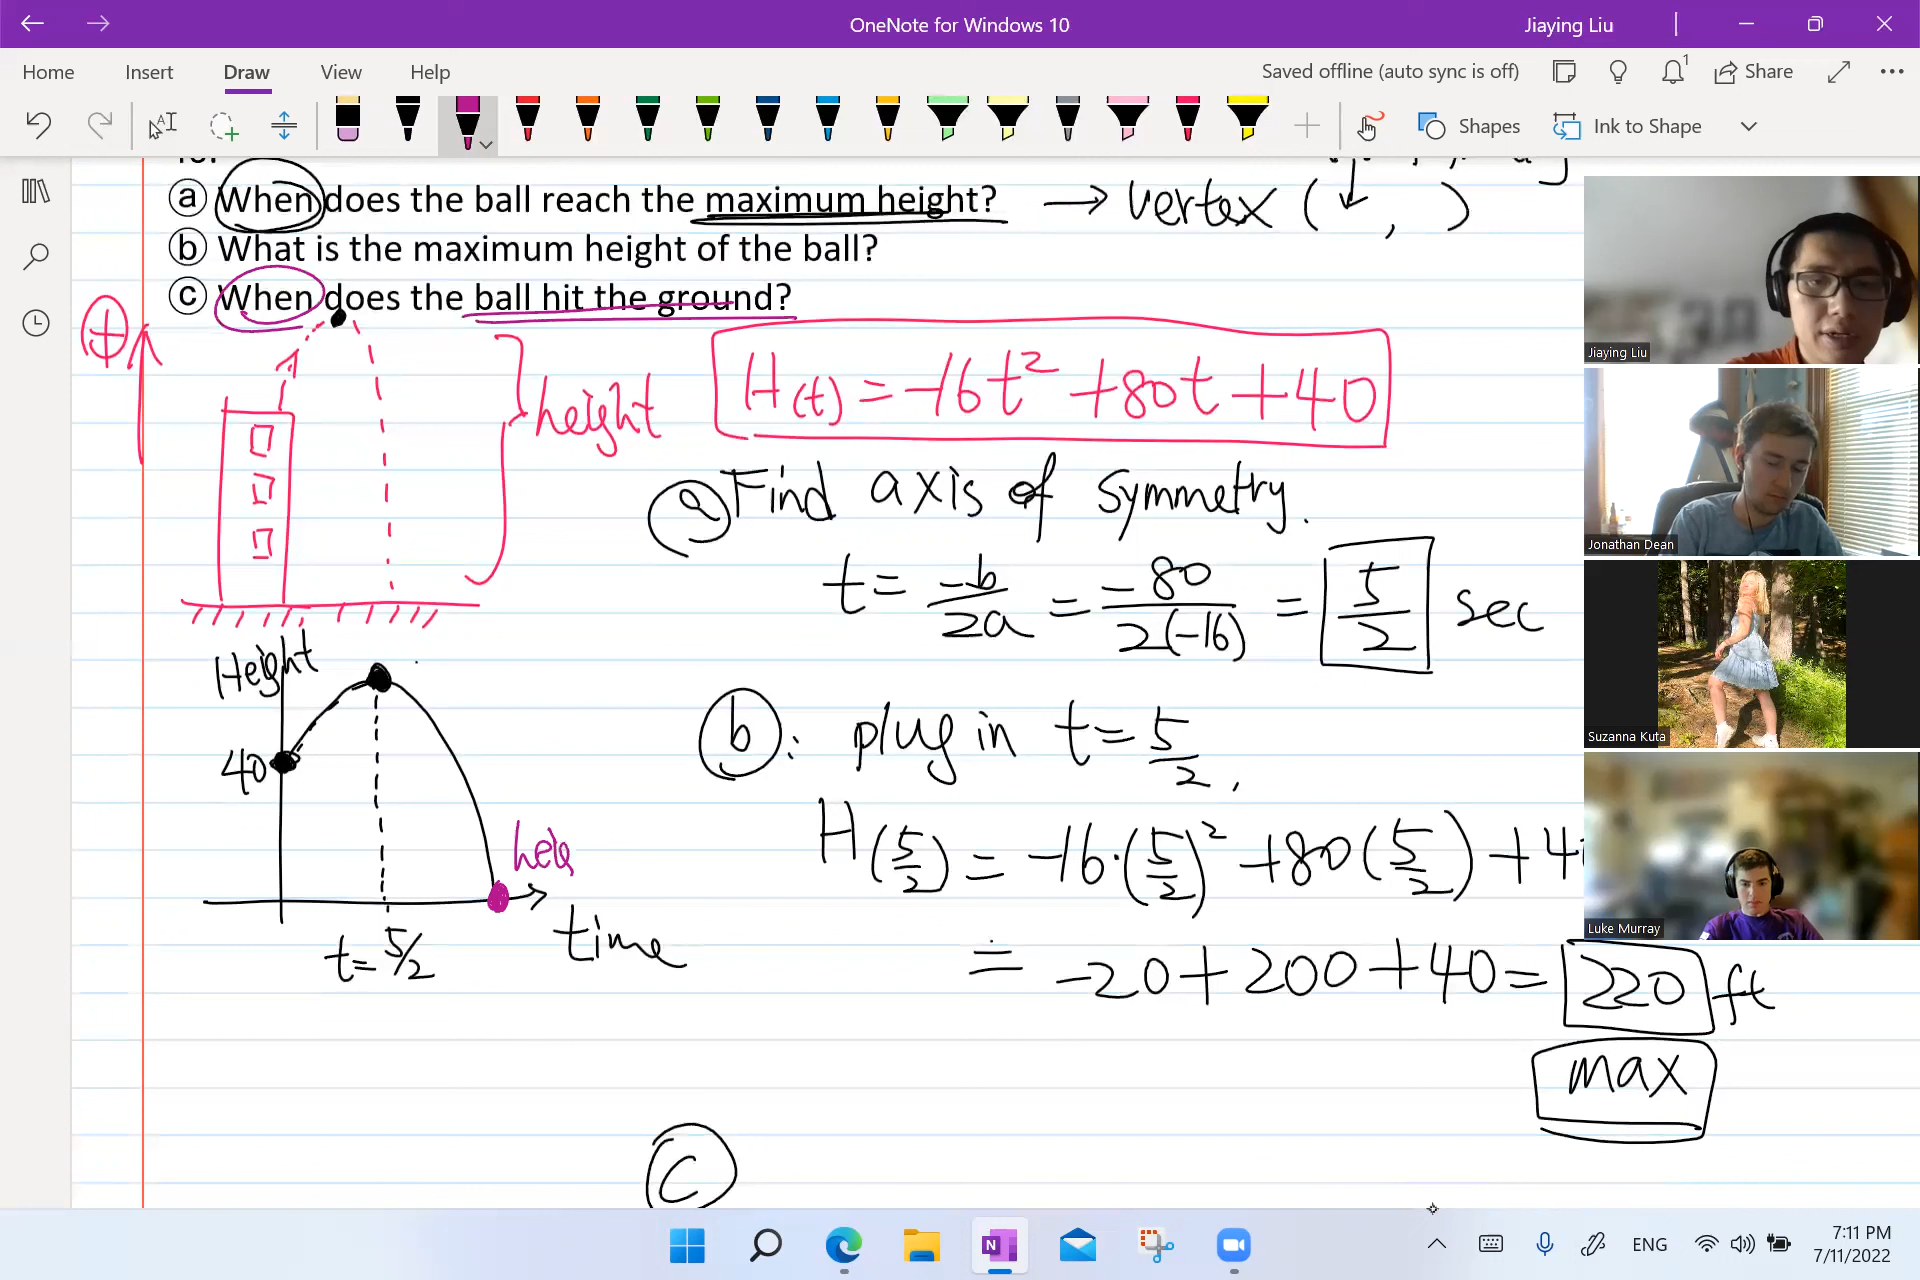 OneNote for Windows 10
Jiaying Liu
Home Insert Draw View Help
Saved offline (auto sync is off)
1
Share
Shapes
Ink to Shape
ⓐ When does the ball reach the maximum height? → vertex ( , )
ⓑ What is the maximum height of the ball?
ⓒ When does the ball hit the ground?
+
height
H(t) = -16t² + 80t + 40
ⓐ Find axis of symmetry.
t = -b/2a = -80/2(-16) = 5/2 sec
Height
40
t = 5/2
time
ⓑ: plug in t = 5/2,
H(5/2) = -16·(5/2)² + 80(5/2) + 4
= -20 + 200 + 40 = 220 ft
max
ⓒ
Jiaying Liu
Jonathan Dean
Suzanna Kuta
Luke Murray
ENG
7:11 PM
7/11/2022